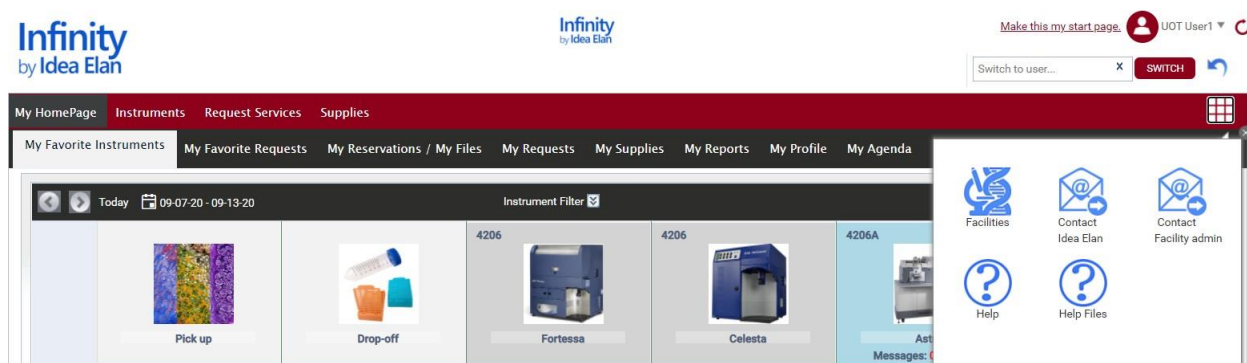 Infinity
by Idea Elan
Infinity
by Idea Elan
Make this my start page.
UOT User1
Switch to user...
x
SWITCH
My HomePage Instruments Request Services Supplies
My Favorite Instruments My Favorite Requests My Reservations / My Files My Requests My Supplies My Reports My Profile My Agenda
Today 09-07-20 - 09-13-20
Instrument Filter
Facilities
Contact
Idea Elan
Contact
Facility admin
Help
Help Files
4206
4206
4206A
Pick up
Drop-off
Fortessa
Celesta
Messages: